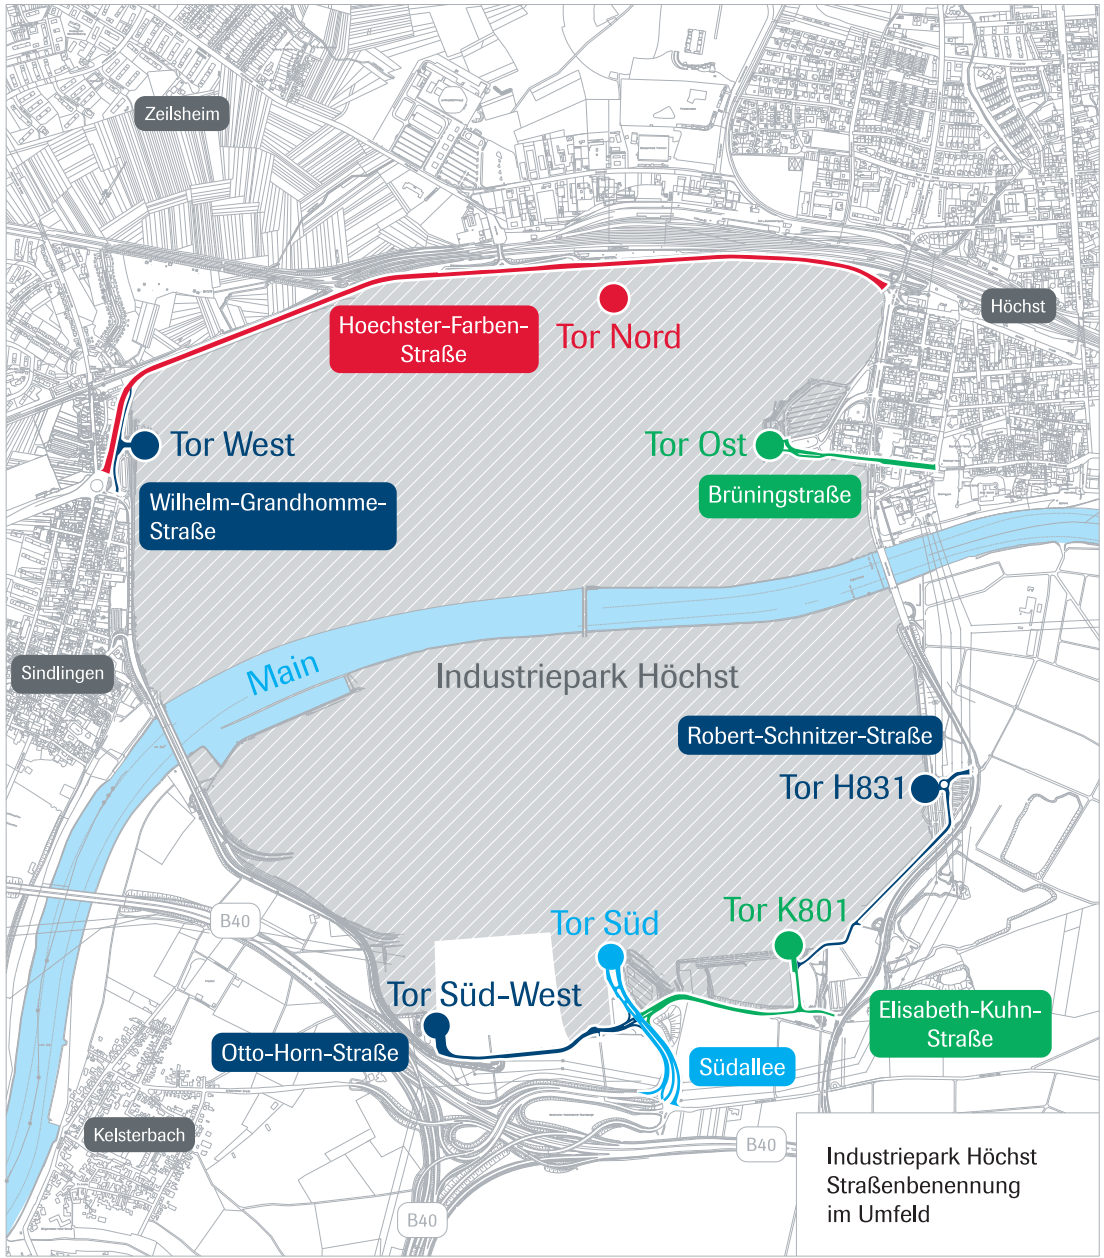 Zeilsheim
Höchst
Hoechster-Farben-
Straße
Tor Nord
Tor West
Tor Ost
Wilhelm-Grandhomme-
Straße
Brüningstraße
Main
Sindlingen
Industriepark Höchst
Robert-Schnitzer-Straße
Tor H831
B40
Tor Süd
Tor K801
Tor Süd-West
Elisabeth-Kuhn-
Straße
Otto-Horn-Straße
Südallee
Kelsterbach
B40
B40
Industriepark Höchst
Straßenbenennung
im Umfeld